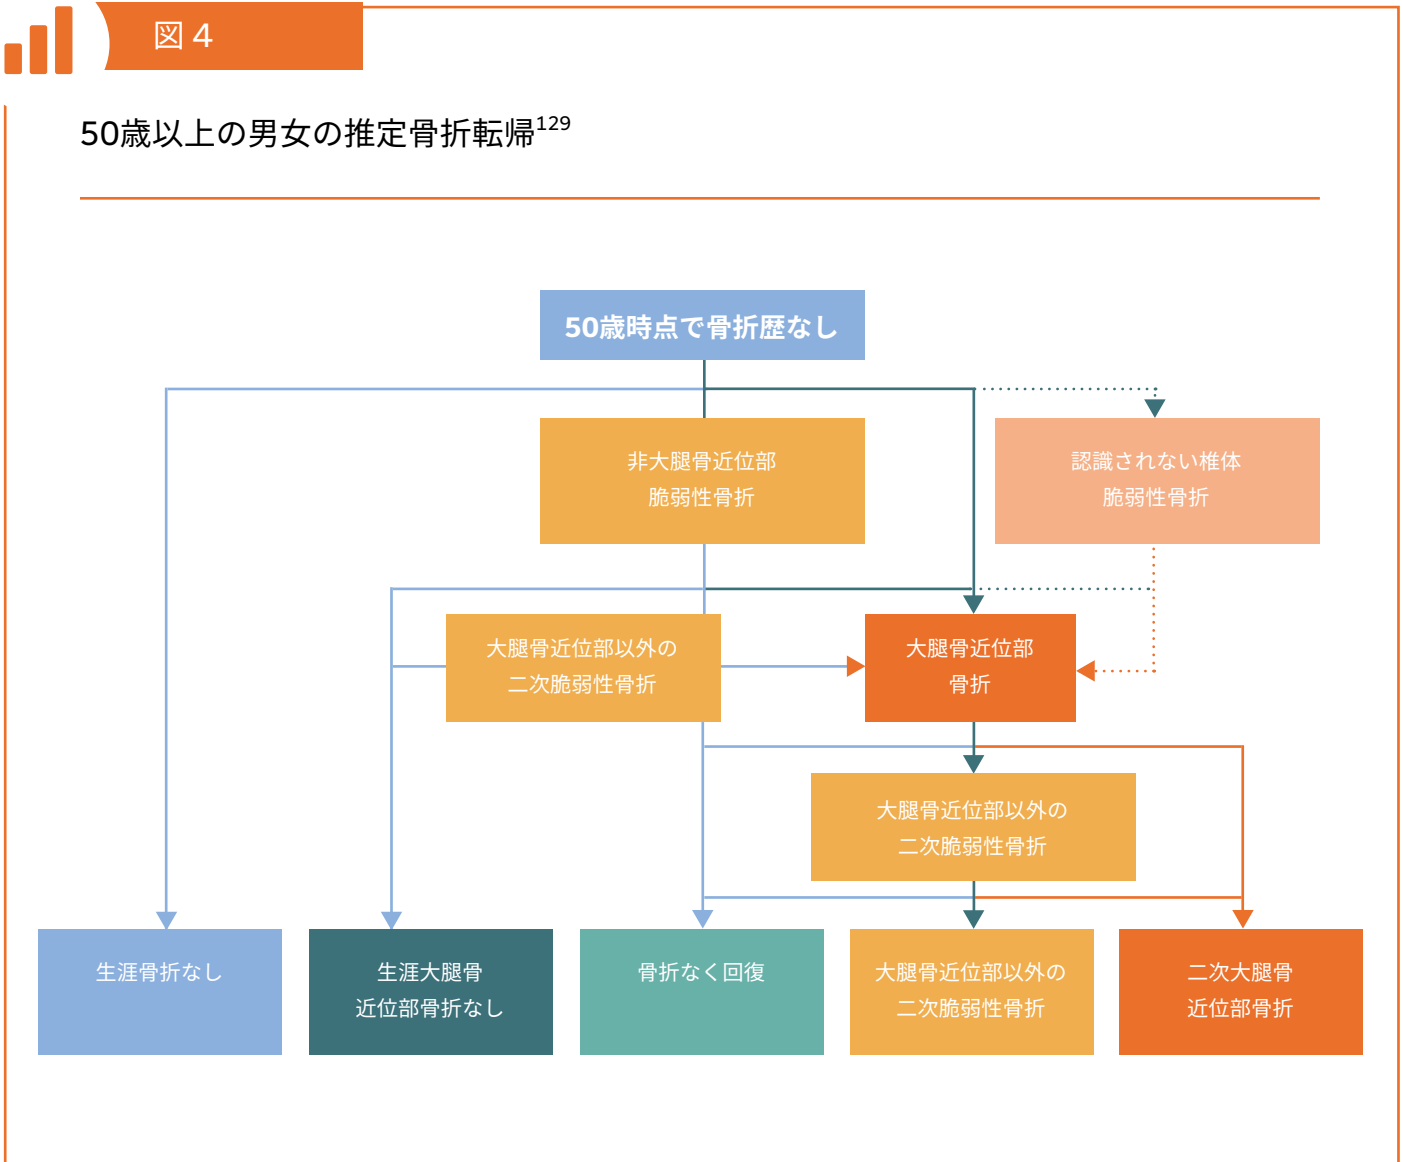 図 4
50歳以上の男女の推定骨折転帰129
50歳時点で骨折歴なし
非大腿骨近位部
脆弱性骨折
認識されない椎体
脆弱性骨折
大腿骨近位部以外の
二次脆弱性骨折
大腿骨近位部
骨折
大腿骨近位部以外の
二次脆弱性骨折
生涯骨折なし
生涯大腿骨
近位部骨折なし
骨折なく回復
大腿骨近位部以外の
二次脆弱性骨折
二次大腿骨
近位部骨折